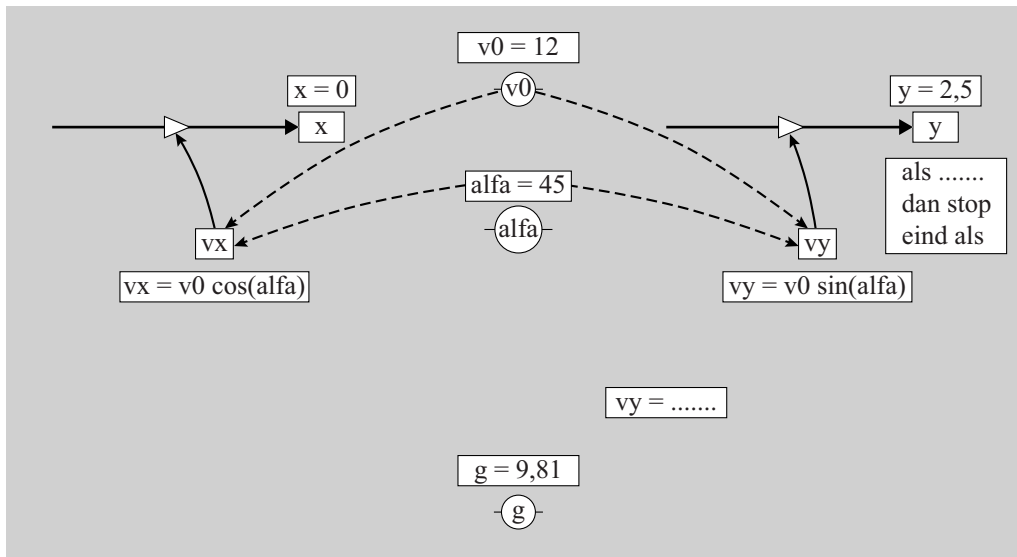 v0 = 12
v0
x = 0
x
y = 2,5
y
als .......
dan stop
eind als
alfa = 45
alfa
vx
vx = v0 cos(alfa)
vy
vy = v0 sin(alfa)
vy = .......
g = 9,81
g